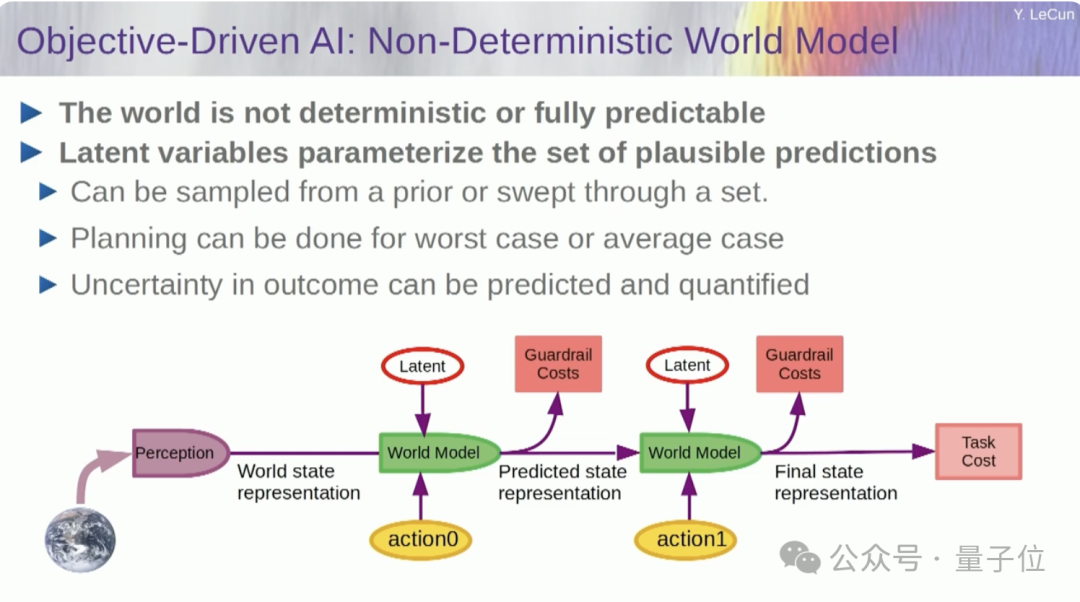 Y. LeCun
Objective-Driven AI: Non-Deterministic World Model
The world is not deterministic or fully predictable
Latent variables parameterize the set of plausible predictions
Can be sampled from a prior or swept through a set.
Planning can be done for worst case or average case
Uncertainty in outcome can be predicted and quantified
Latent
Guardrail
Costs
Latent
Guardrail
Costs
Perception
World Model
World Model
Task
Cost
World state
representation
Predicted state
representation
Final state
representation
action0
action1
公众号 · 量子位